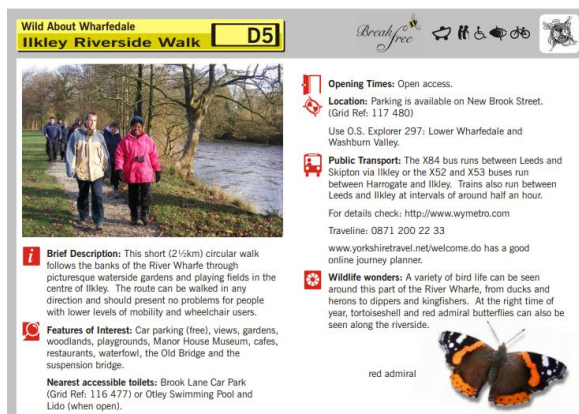 Wild About Wharfedale
Ilkley Riverside Walk
D5
Break free
Brief Description: This short (2½km) circular walk
follows the banks of the River Wharfe through
picturesque waterside gardens and playing fields in the
centre of Ilkley. The route can be walked in any
direction and should present no problems for people
with lower levels of mobility and wheelchair users.
Features of Interest: Car parking (free), views, gardens,
woodlands, playgrounds, Manor House Museum, cafes,
restaurants, waterfowl, the Old Bridge and the
suspension bridge.
Nearest accessible toilets: Brook Lane Car Park
(Grid Ref: 116 477) or Otley Swimming Pool and
Lido (when open).
Opening Times: Open access.
Location: Parking is available on New Brook Street.
(Grid Ref: 117 480)
Use O.S. Explorer 297: Lower Wharfedale and
Washburn Valley.
Public Transport: The X84 bus runs between Leeds and
Skipton via Ilkley or the X52 and X53 buses run
between Harrogate and Ilkley. Trains also run between
Leeds and Ilkley at intervals of around half an hour.
For details check: http://www.wymetro.com
Traveline: 0871 200 22 33
www.yorkshiretravel.net/welcome.do has a good
online journey planner.
Wildlife wonders: A variety of bird life can be seen
around this part of the River Wharfe, from ducks and
herons to dippers and kingfishers. At the right time of
year, tortoiseshell and red admiral butterflies can also be
seen along the riverside.
red admiral